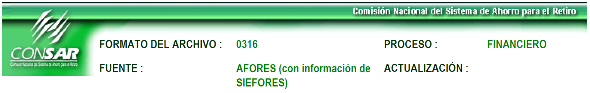 Comisión Nacional del Sistema de Ahorro para el Retiro
CONSAR
Comisión Nacional del Sistema de Ahorro para el Retiro
FORMATO DEL ARCHIVO : 0316 PROCESO : FINANCIERO
FUENTE : AFORES (con información de SIEFORES) ACTUALIZACIÓN :